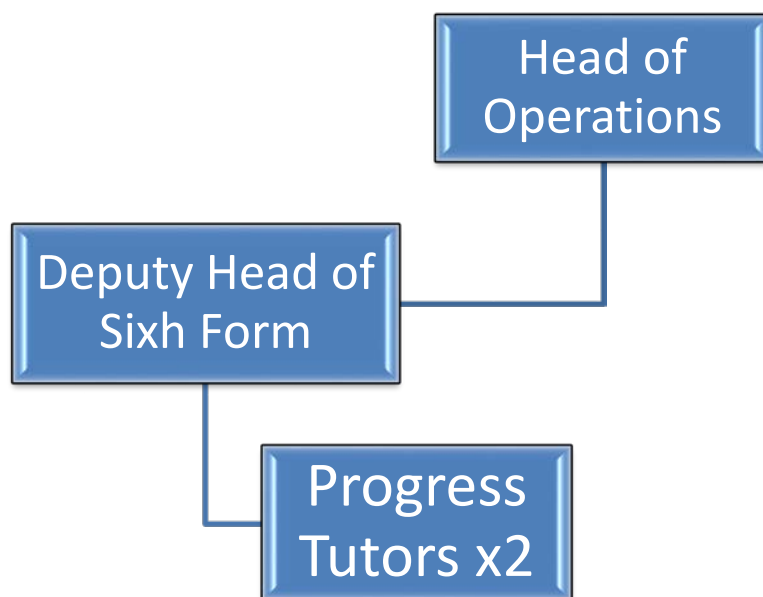 Head of
Operations
Deputy Head of
Sixh Form
Progress
Tutors x2